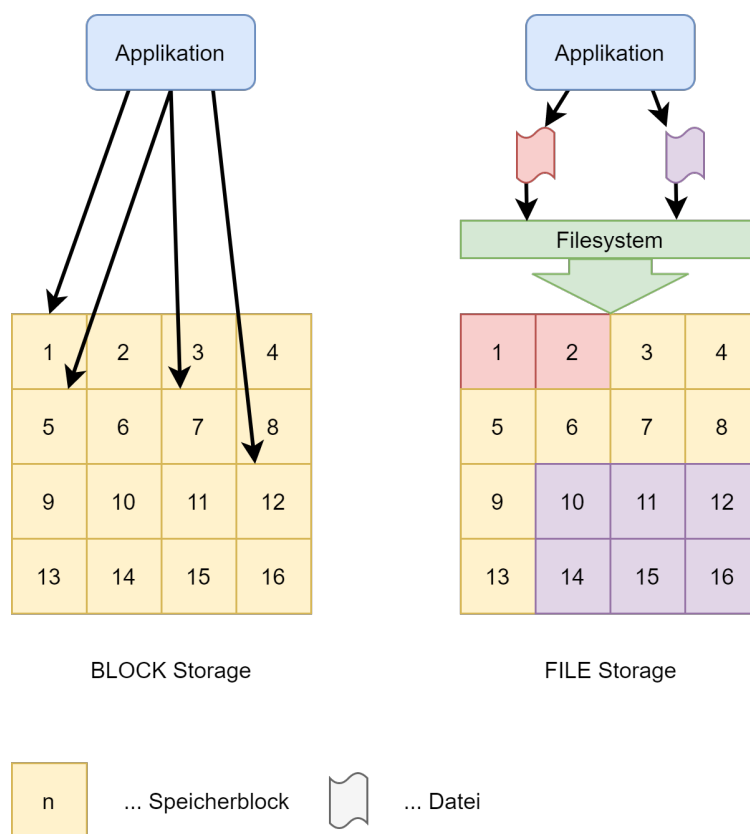 Applikation
Applikation
Filesystem
1 2 3 4
5 6 7 8
9 10 11 12
13 14 15 16
1 2 3 4
5 6 7 8
9 10 11 12
13 14 15 16
BLOCK Storage
FILE Storage
n ... Speicherblock
... Datei